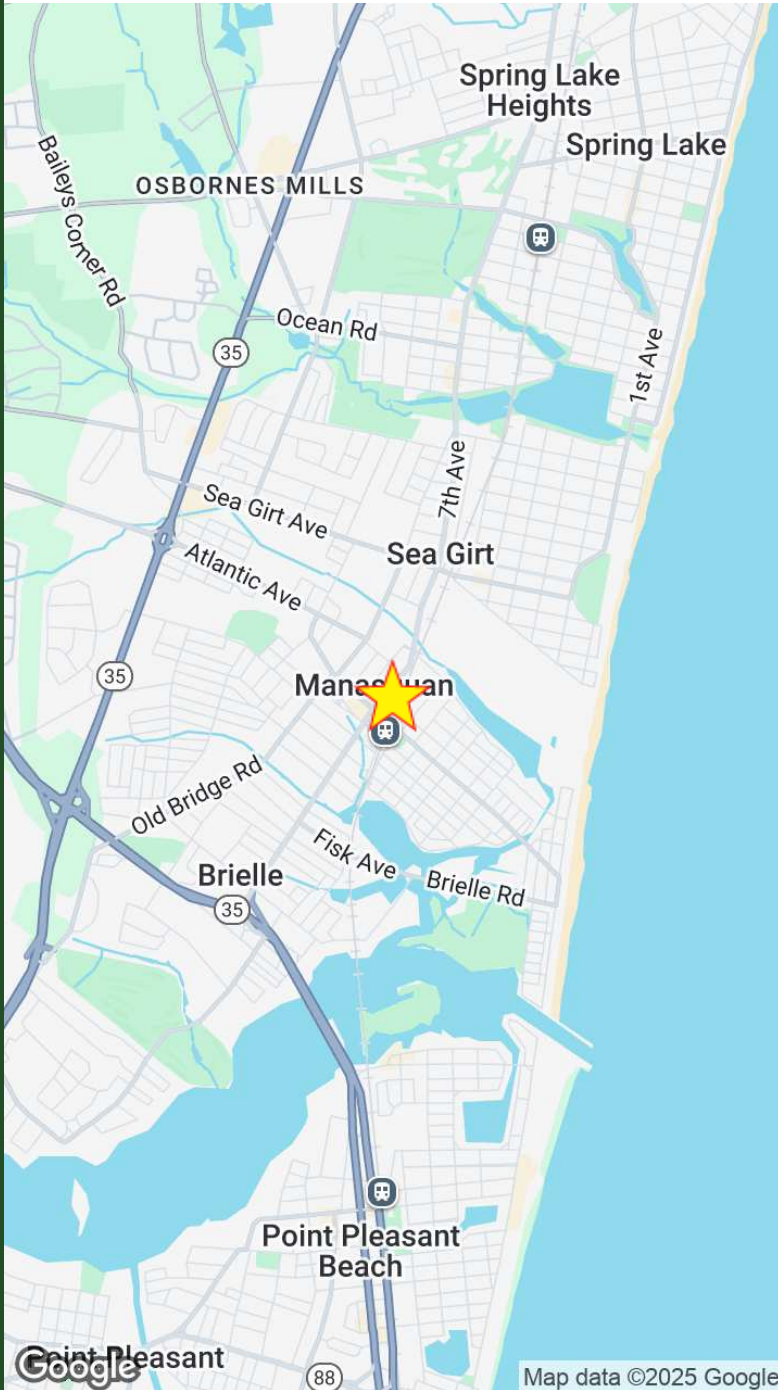 Spring Lake
Heights
Spring Lake
OSBORNES MILLS
Baileys Corner Rd
Ocean Rd
35
1st Ave
7th Ave
Sea Girt Ave
Sea Girt
Atlantic Ave
35
Old Bridge Rd
Fisk Ave
Brielle Rd
Brielle
35
Point Pleasant
Beach
Point Pleasant
Google
88
Map data ©2025 Google